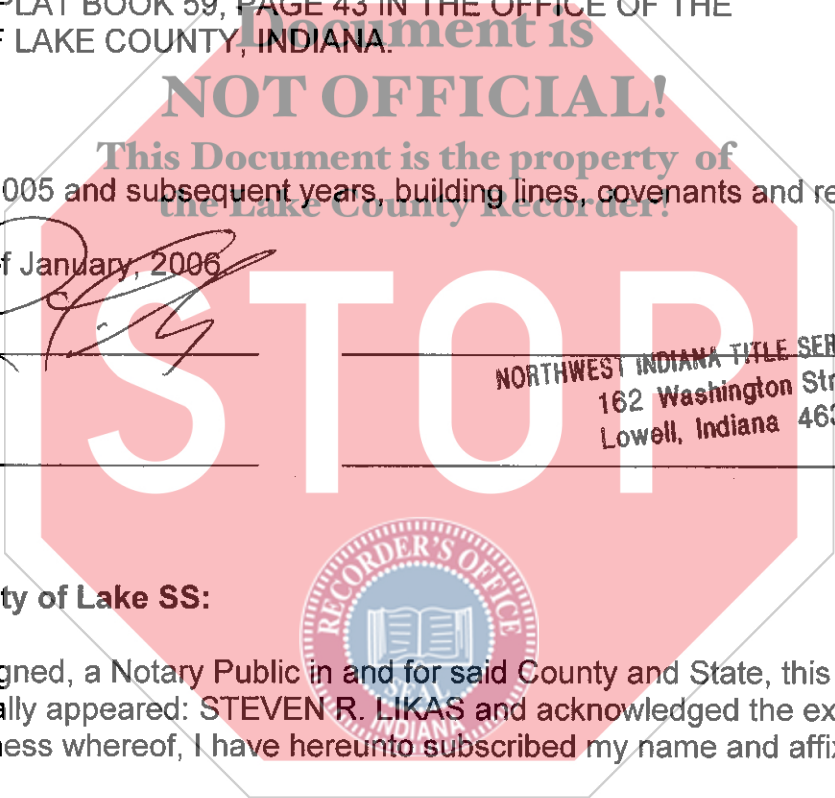 PLAT BOOK 59, PAGE 43 IN THE OFFICE OF THE
F LAKE COUNTY, INDIANA.
Document is
NOT OFFICIAL!
This Document is the property of
the Lake County Recorder!
005 and subsequent years, building lines, covenants and re
f January, 2006
STOP
NORTHWEST INDIANA TITLE SER
162 Washington Str
Lowell, Indiana 463
RECORDER'S OFFICE
SEAL
INDIANA
ty of Lake SS:
gned, a Notary Public in and for said County and State, this
ally appeared: STEVEN R. LIKAS and acknowledged the ex
ness whereof, I have hereunto subscribed my name and affix